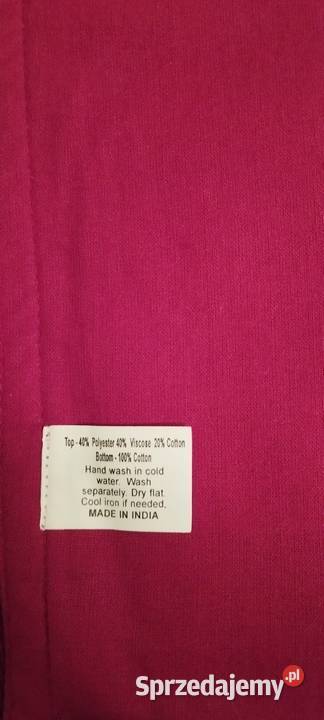 Top - 40% Polyester 40% Viscose 20% Cotton
Bottom - 100% Cotton
Hand wash in cold
water. Wash
separately. Dry flat.
Cool iron if needed,
MADE IN INDIA
Sprzedajemy.pl